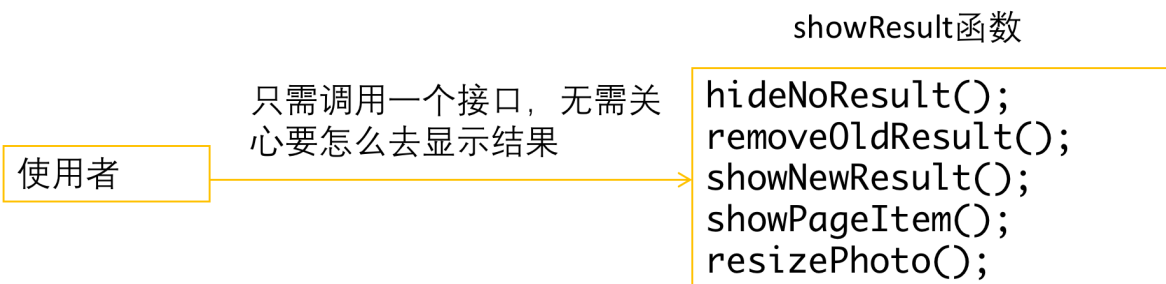 showResult函数
只需调用一个接口，无需关
心要怎么去显示结果
使用者
hideNoResult();
removeOldResult();
showNewResult();
showPageItem();
resizePhoto();